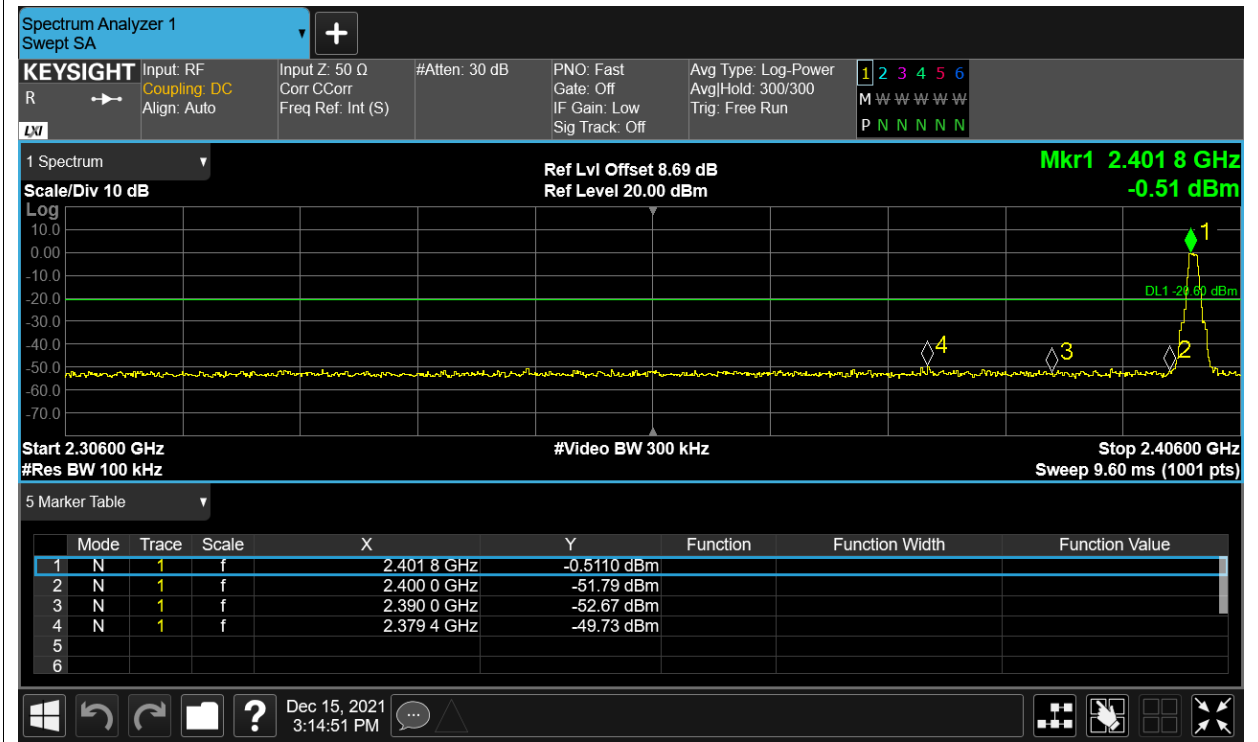 Spectrum Analyzer 1
Swept SA
+
KEYSIGHT Input: RF Input Z: 50 Ω #Atten: 30 dB PNO: Fast Avg Type: Log-Power 1 2 3 4 5 6
R Coupling: DC Corr CCorr Gate: Off Avg|Hold: 300/300 M W W W W W
Align: Auto Freq Ref: Int (S) IF Gain: Low Trig: Free Run
LXI Sig Track: Off P N N N N N N
1 Spectrum Ref Lvl Offset 8.69 dB Mkr1 2.401 8 GHz
Scale/Div 10 dB Ref Level 20.00 dBm -0.51 dBm
Log
10.0 1
0.00
-10.0
-20.0 DL1 -20.60 dBm
-30.0
-40.0 4 3 2
-50.0
-60.0
-70.0
Start 2.30600 GHz #Video BW 300 kHz Stop 2.40600 GHz
#Res BW 100 kHz Sweep 9.60 ms (1001 pts)
5 Marker Table
Mode Trace Scale X Y Function Function Width Function Value
1 N 1 f 2.401 8 GHz -0.5110 dBm
2 N 1 f 2.400 0 GHz -51.79 dBm
3 N 1 f 2.390 0 GHz -52.67 dBm
4 N 1 f 2.379 4 GHz -49.73 dBm
5
6
? Dec 15, 2021
3:14:51 PM